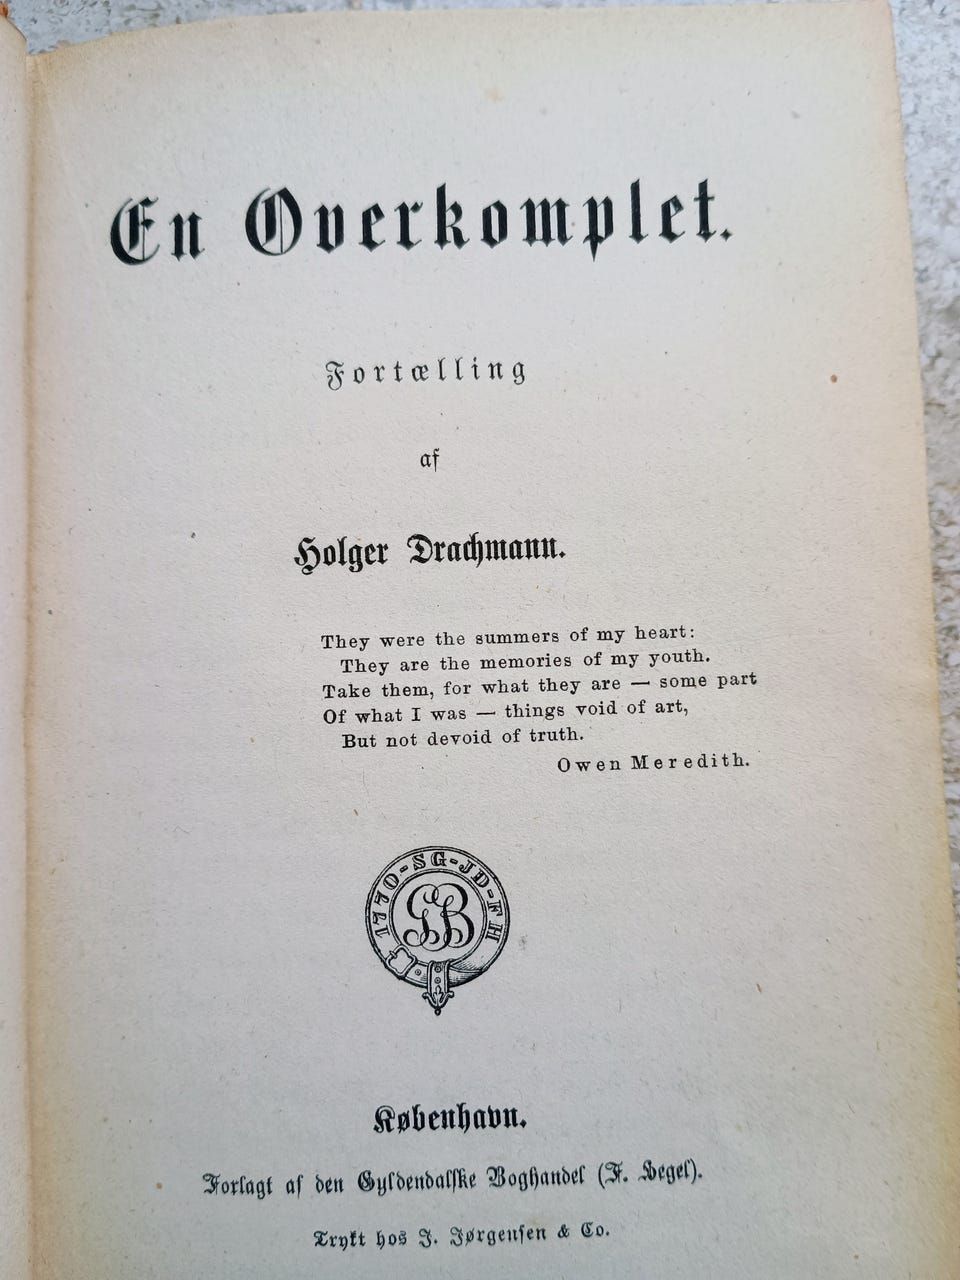 En Overkomplet.
Fortælling
af
Holger Drachmann.
They were the summers of my heart:
They are the memories of my youth.
Take them, for what they are — some part
Of what I was — things void of art,
But not devoid of truth.
Owen Meredith.
1770-SG-JD-FH
GB
København.
Forlagt af den Gyldendalske Boghandel (F. Hegel).
Trykt hos J. Jørgensen & Co.